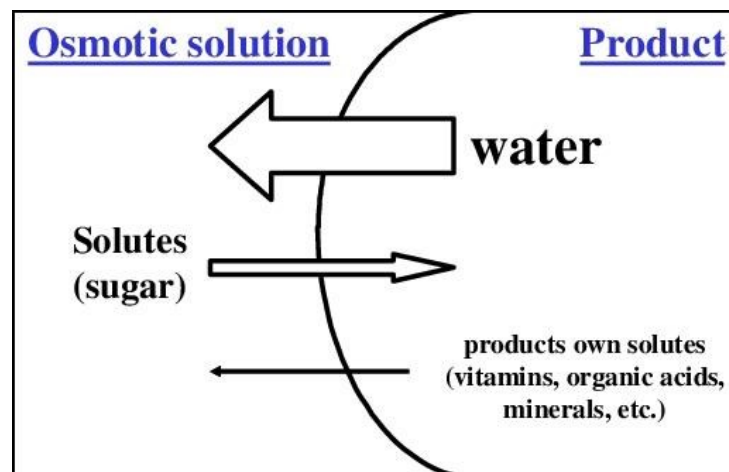 Osmotic solution
Product
water
Solutes
(sugar)
products own solutes
(vitamins, organic acids,
minerals, etc.)